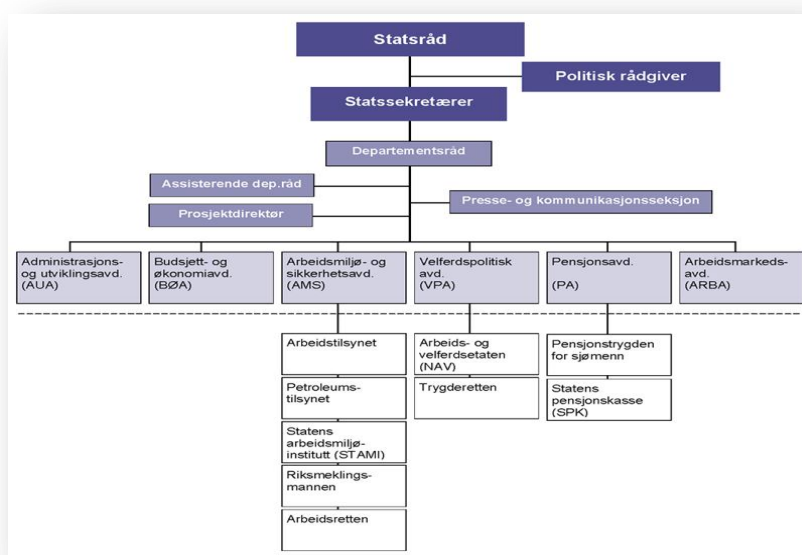 Statsråd
Politisk rådgiver
Statssekretærer
Departementsråd
Assisterende dep.råd
Presse- og kommunikasjonsseksjon
Prosjektdirektør
Administrasjons-
og utviklingsavd.
(AUA)
Budsjett- og
økonomiavd.
(BØA)
Arbeidsmiljø- og
sikkerhetsavd.
(AMS)
Velferdspolitisk
avd.
(VPA)
Pensjonsavd.
(PA)
Arbeidsmarkeds-
avd.
(ARBA)
Arbeidstilsynet
Petroleums-
tilsynet
Statens
arbeidsmiljø-
institutt (STAMI)
Riksmeklings-
mannen
Arbeidsretten
Arbeids- og
velferdsetaten
(NAV)
Trygderetten
Pensjonstrygden
for sjømenn
Statens
pensjonskasse
(SPK)